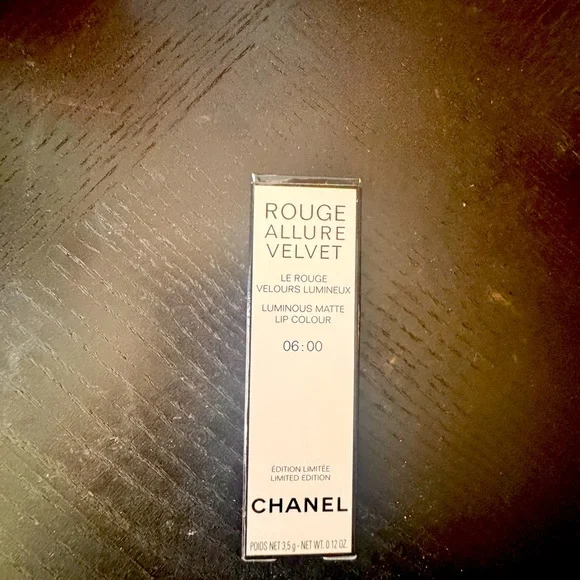 ROUGE
ALLURE
VELVET
LE ROUGE
VELOURS LUMINEUX
LUMINOUS MATTE
LIP COLOUR
06:00
ÉDITION LIMITÉE
LIMITED EDITION
CHANEL
POIDS NET 3,5 g - NET WT. 0.12 OZ.